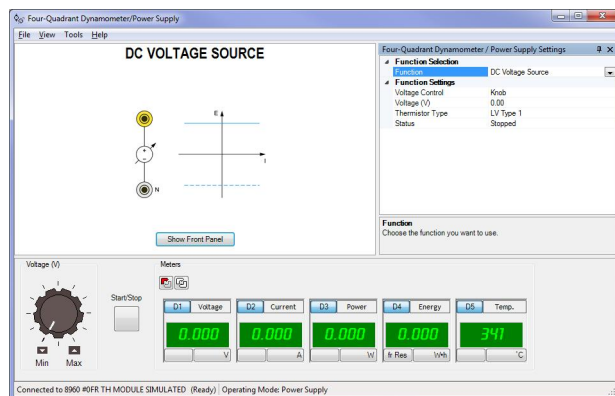 Four-Quadrant Dynamometer/Power Supply
File View Tools Help
DC VOLTAGE SOURCE
E
I
N
Show Front Panel
Four-Quadrant Dynamometer / Power Supply Settings
Function Selection
Function DC Voltage Source
Function Settings
Voltage Control Knob
Voltage (V) 0.00
Thermistor Type LV Type 1
Status Stopped
Function
Choose the function you want to use.
Voltage (V)
Min Max
Start/Stop
Meters
D1 Voltage D2 Current D3 Power D4 Energy D5 Temp.
0.000 0.000 0.000 0.000 341
V A W fr Res W•h °C
Connected to 8960 #0FR TH MODULE SIMULATED (Ready) Operating Mode: Power Supply